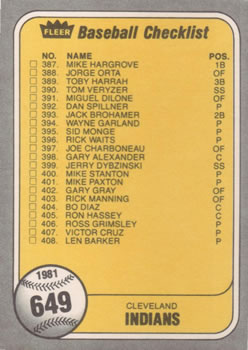 FLEER Baseball Checklist
NO. NAME POS.
387. MIKE HARGROVE 1B
388. JORGE ORTA OF
389. TOBY HARRAH 3B
390. TOM VERYZER SS
391. MIGUEL DILONE OF
392. DAN SPILLNER P
393. JACK BROHAMER 2B
394. WAYNE GARLAND P
395. SID MONGE P
396. RICK WAITS P
397. JOE CHARBONEAU OF
398. GARY ALEXANDER C
399. JERRY DYBZINSKI SS
400. MIKE STANTON P
401. MIKE PAXTON P
402. GARY GRAY OF
403. RICK MANNING OF
404. BO DIAZ C
405. RON HASSEY C
406. ROSS GRIMSLEY P
407. VICTOR CRUZ P
408. LEN BARKER P
1981
649
CLEVELAND
INDIANS